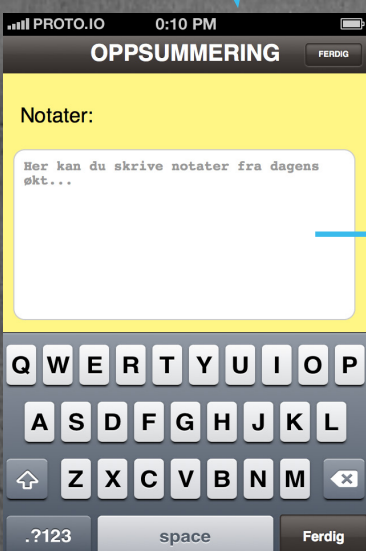 PROTO.IO 0:10 PM
OPPSUMMERING FERDIG
Notater:
Her kan du skrive notater fra dagens
økt...
Q W E R T Y U I O P
A S D F G H J K L
Z X C V B N M
.?123 space Ferdig